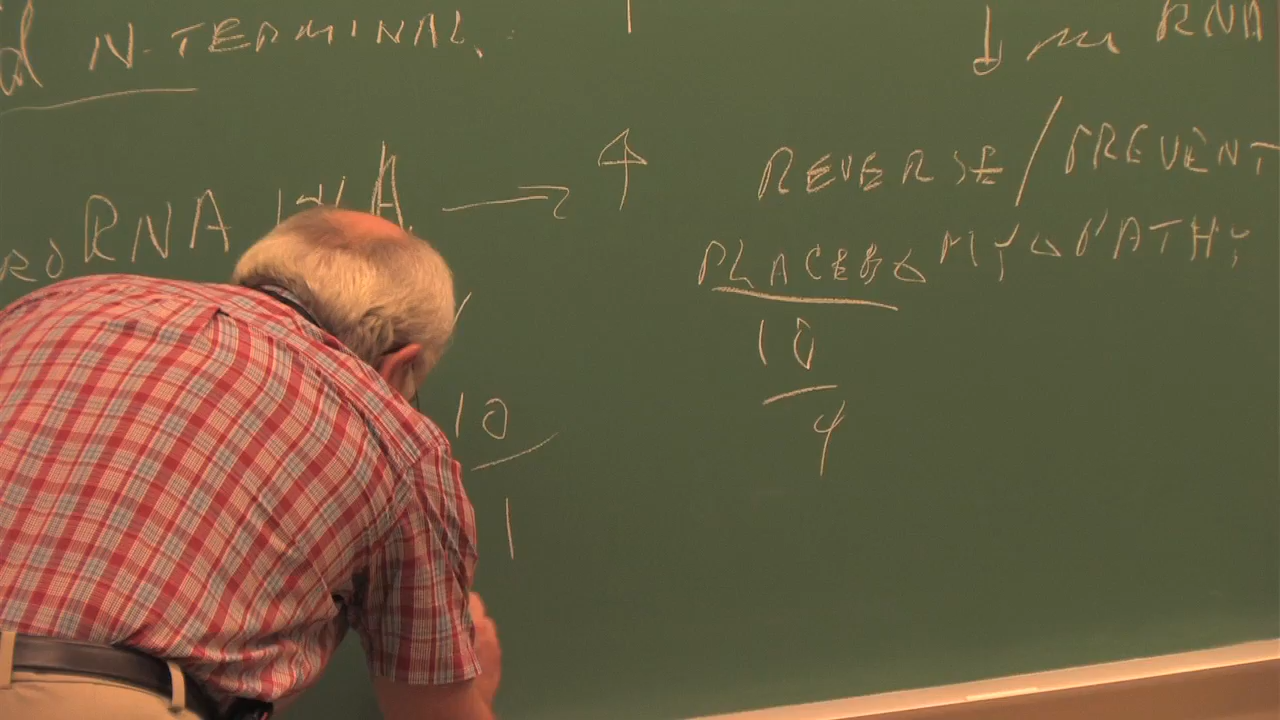 N-TERMINAL
↓ mRNA
REVERSE/PREVENT
RNA
→ ↑
PLACEBO MYOPATHY
10
4
10
1